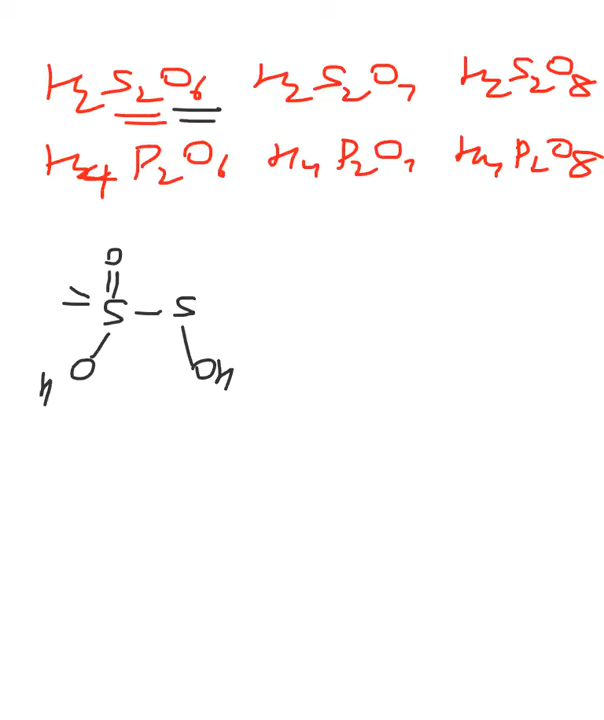 H₂S₂O₆ H₂S₂O₇ H₂S₂O₈
H₄P₂O₆ H₄P₂O₇ H₄P₂O₈
O
=S-S
H O OH